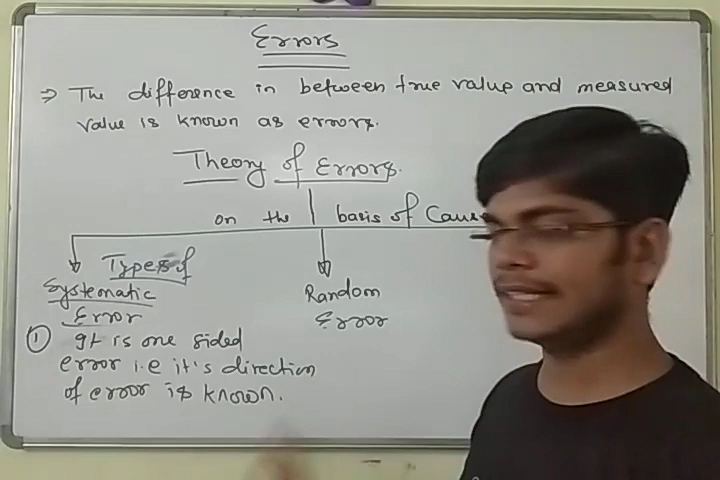 Errors
⇒ The difference in between true value and measured
value is known as errors.
Theory of Errors.
on the basis of Cause
Types of
Systematic
Error
Random
Error
① It is one sided
error i.e it's direction
of error is known.